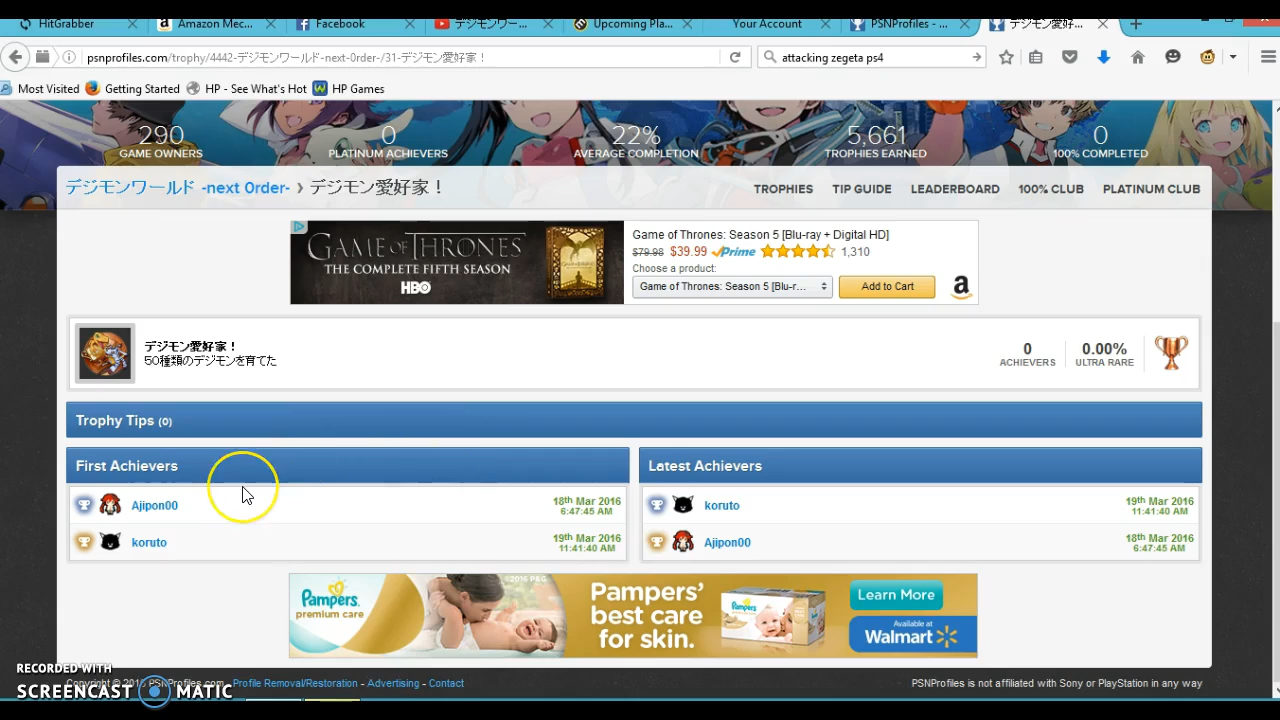 HitGrabber
Amazon Mec...
Facebook
デジモンワー...
Upcoming Pla...
Your Account
PSNProfiles - ...
デジモン愛好...
psnprofiles.com/trophy/4442-デジモンワールド-next-0rder-/31-デジモン愛好家！
attacking zegeta ps4
Most Visited
Getting Started
HP - See What's Hot
HP Games
290
GAME OWNERS
0
PLATINUM ACHIEVERS
22%
AVERAGE COMPLETION
5,661
TROPHIES EARNED
0
100% COMPLETED
デジモンワールド -next 0rder- › デジモン愛好家！
TROPHIES
TIP GUIDE
LEADERBOARD
100% CLUB
PLATINUM CLUB
GAME OF THRONES
THE COMPLETE FIFTH SEASON
HBO
Game of Thrones: Season 5 [Blu-ray + Digital HD]
$79.98 $39.99 Prime 1,310
Choose a product:
Game of Thrones: Season 5 [Blu-r...
Add to Cart
a
デジモン愛好家！
50種類のデジモンを育てた
0
ACHIEVERS
0.00%
ULTRA RARE
Trophy Tips (0)
First Achievers
Ajipon00
18th Mar 2016
6:47:45 AM
koruto
19th Mar 2016
11:41:40 AM
Latest Achievers
koruto
19th Mar 2016
11:41:40 AM
Ajipon00
18th Mar 2016
6:47:45 AM
Pampers
premium care
©2016 P&G
Pampers'
best care
for skin.
Pampers
Learn More
Available at
Walmart
RECORDED WITH
SCREENCAST MATIC
Copyright © PSNProfiles.com
Profile Removal/Restoration - Advertising - Contact
PSNProfiles is not affiliated with Sony or PlayStation in any way